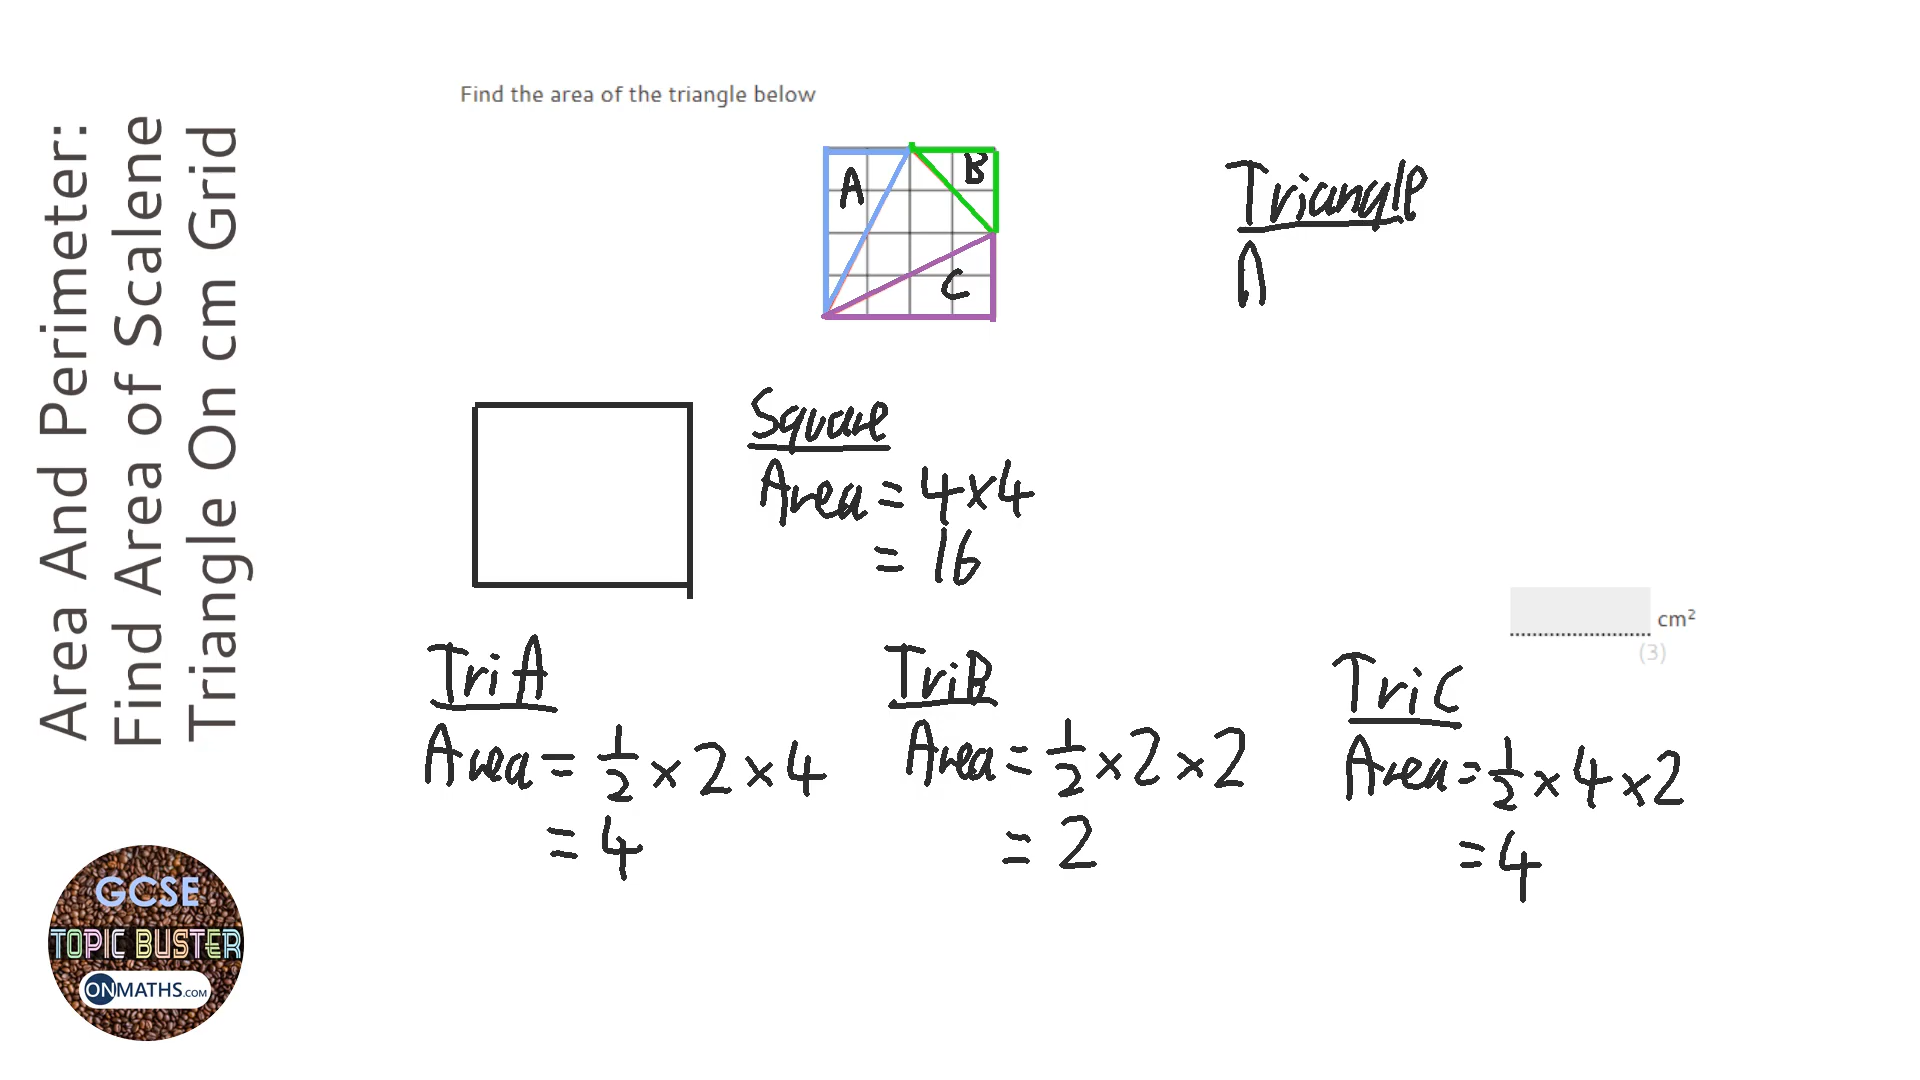 Area And Perimeter:
Find Area of Scalene
Triangle On cm Grid
Find the area of the triangle below
A
B
C
Triangle
A
Square
Area = 4×4
= 16
cm²
(3)
Tri A
Area = 1/2 × 2 × 4
= 4
Tri B
Area = 1/2 × 2 × 2
= 2
Tri C
Area = 1/2 × 4 × 2
= 4
GCSE
TOPIC BUSTER
ONMATHS.COM